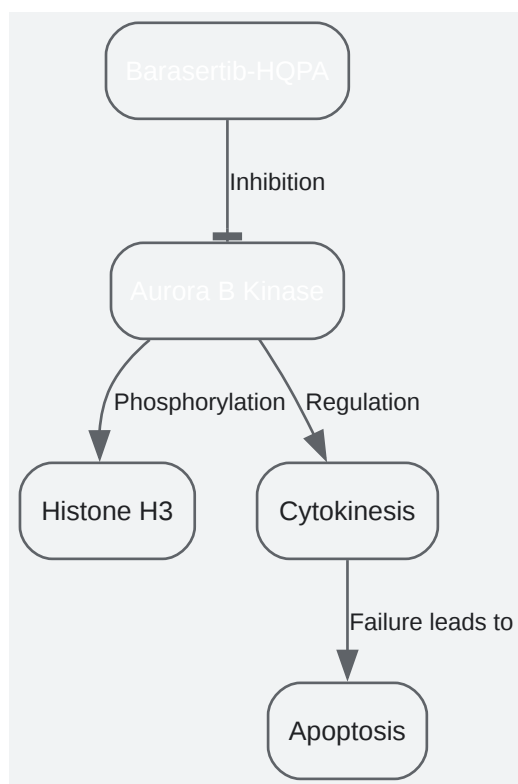 Barasertib-HQPA
Inhibition
Aurora B Kinase
Phosphorylation
Regulation
Histone H3
Cytokinesis
Failure leads to
Apoptosis